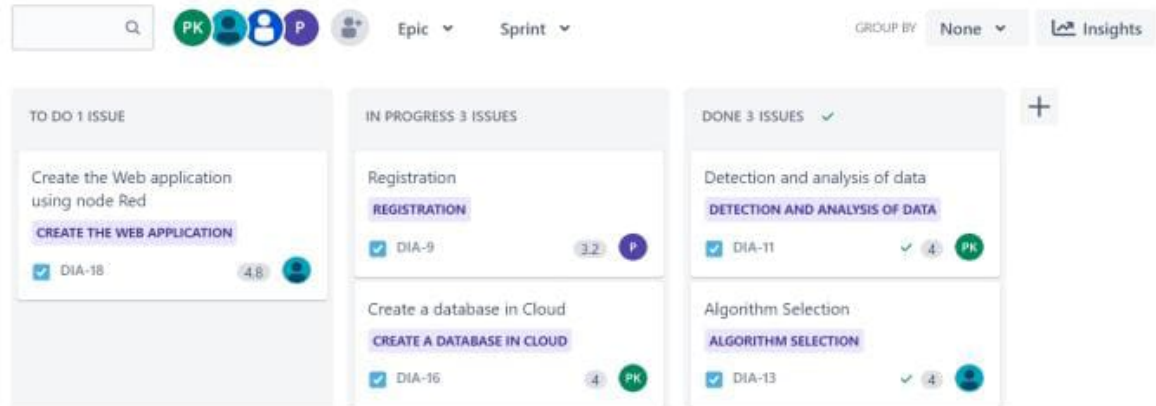 PK P Epic Sprint GROUP BY None Insights
TO DO 1 ISSUE
Create the Web application
using node Red
CREATE THE WEB APPLICATION
DIA-18 4.8
IN PROGRESS 3 ISSUES
Registration
REGISTRATION
DIA-9 3.2 P
Create a database in Cloud
CREATE A DATABASE IN CLOUD
DIA-16 4 PK
DONE 3 ISSUES
Detection and analysis of data
DETECTION AND ANALYSIS OF DATA
DIA-11 4 PK
Algorithm Selection
ALGORITHM SELECTION
DIA-13 4